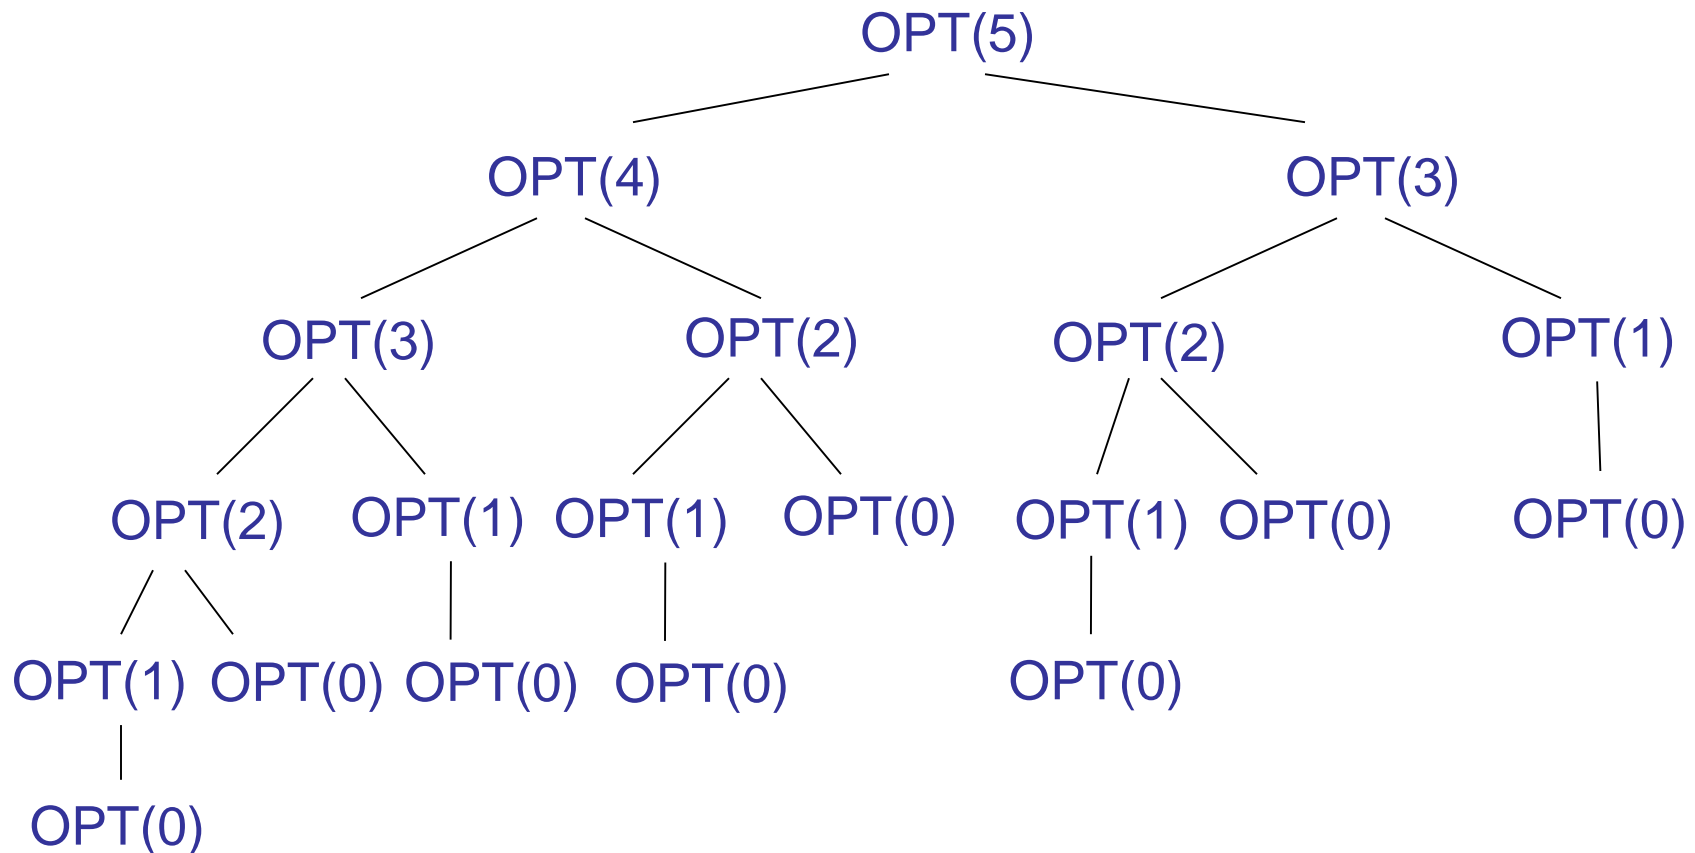 OPT(5)
OPT(4) OPT(3)
OPT(3) OPT(2) OPT(2) OPT(1)
OPT(2) OPT(1) OPT(1) OPT(0) OPT(1) OPT(0) OPT(0)
OPT(1) OPT(0) OPT(0) OPT(0) OPT(0)
OPT(0)